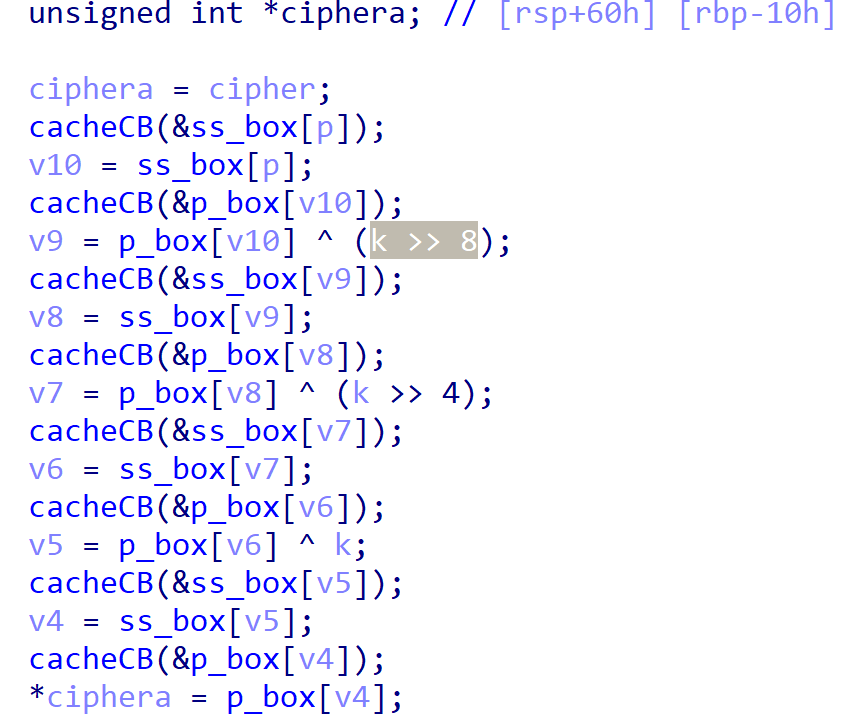 unsigned int *ciphera; // [rsp+60h] [rbp-10h]
ciphera = cipher;
cacheCB(&ss_box[p]);
v10 = ss_box[p];
cacheCB(&p_box[v10]);
v9 = p_box[v10] ^ (k >> 8);
cacheCB(&ss_box[v9]);
v8 = ss_box[v9];
cacheCB(&p_box[v8]);
v7 = p_box[v8] ^ (k >> 4);
cacheCB(&ss_box[v7]);
v6 = ss_box[v7];
cacheCB(&p_box[v6]);
v5 = p_box[v6] ^ k;
cacheCB(&ss_box[v5]);
v4 = ss_box[v5];
cacheCB(&p_box[v4]);
*ciphera = p_box[v4];